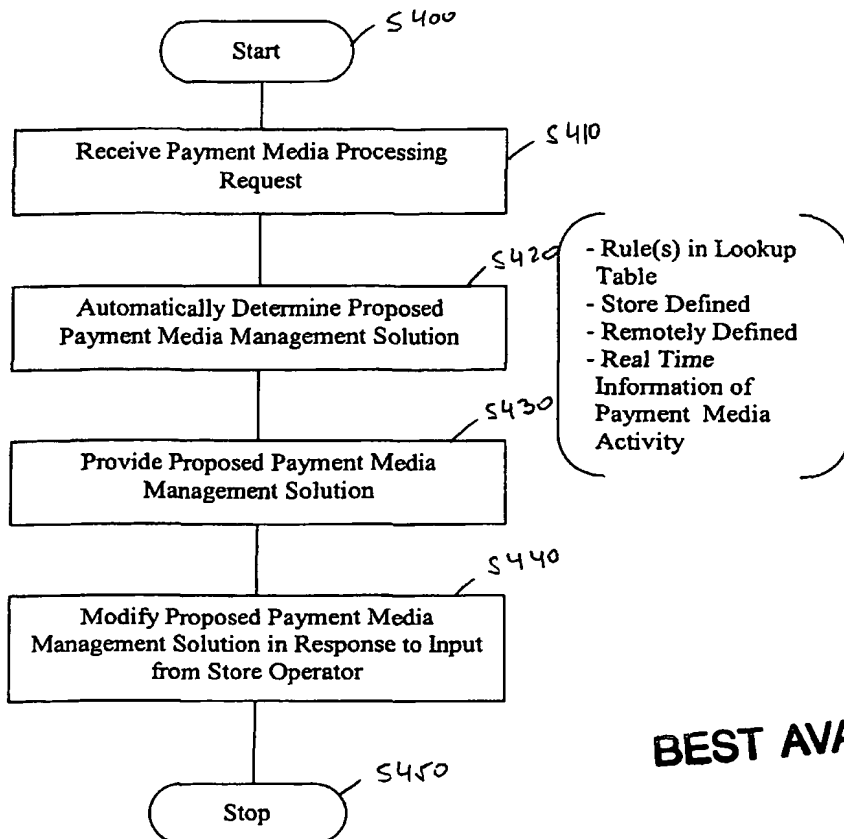 S400
Start
S410
Receive Payment Media Processing
Request
S420
Automatically Determine Proposed
Payment Media Management Solution
- Rule(s) in Lookup
Table
- Store Defined
- Remotely Defined
- Real Time
Information of
Payment Media
Activity
S430
Provide Proposed Payment Media
Management Solution
S440
Modify Proposed Payment Media
Management Solution in Response to Input
from Store Operator
BEST AVA
S450
Stop